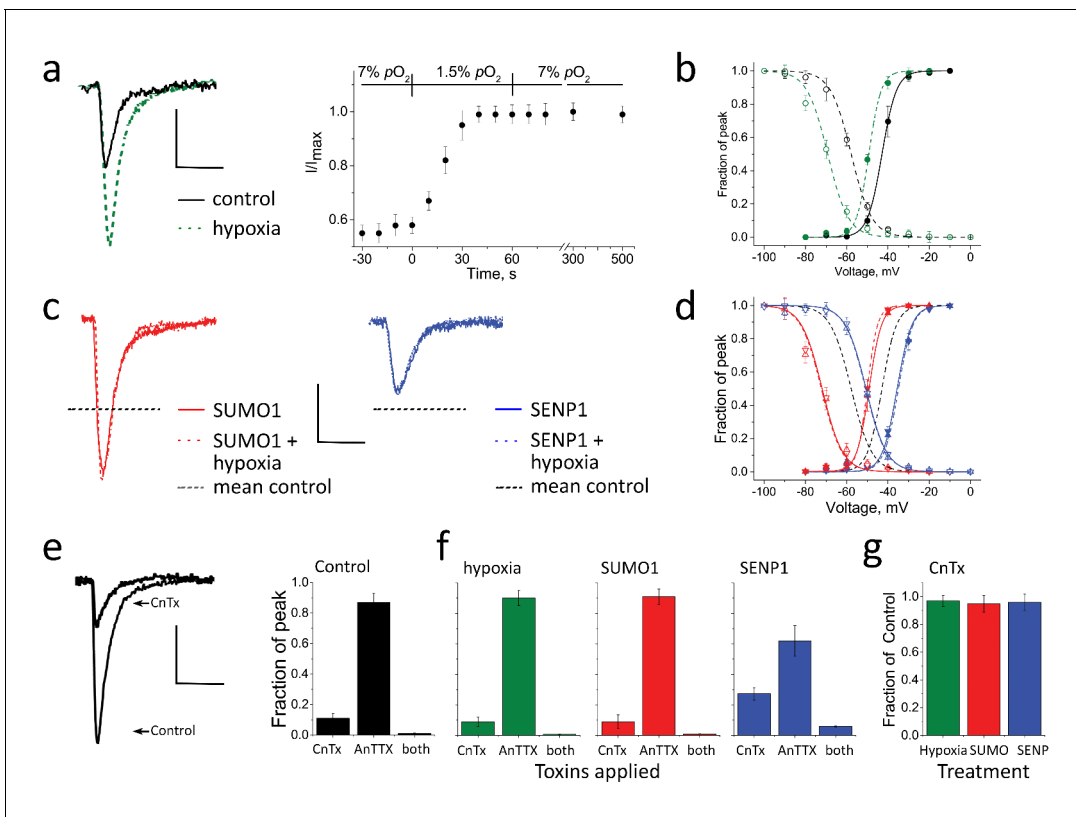 a
control
hypoxia
7% pO2 1.5% pO2 7% pO2
I/Imax
1.0
0.8
0.6
-30 0 30 60 300 500
Time, s
b
Fraction of peak
1.0
0.8
0.6
0.4
0.2
0.0
-100 -80 -60 -40 -20 0
Voltage, mV
c
SUMO1
SUMO1 +
hypoxia
mean control
SENP1
SENP1 +
hypoxia
mean control
d
Fraction of peak
1.0
0.8
0.6
0.4
0.2
0.0
-100 -80 -60 -40 -20 0
Voltage, mV
e
CnTx
Control
Control
Fraction of peak
1.0
0.8
0.6
0.4
0.2
0.0
CnTx AnTTX both
f
hypoxia
CnTx AnTTX both
SUMO1
CnTx AnTTX both
SENP1
CnTx AnTTX both
Toxins applied
g
CnTx
Fraction of Control
1.0
0.8
0.6
0.4
0.2
0.0
Hypoxia SUMO SENP
Treatment